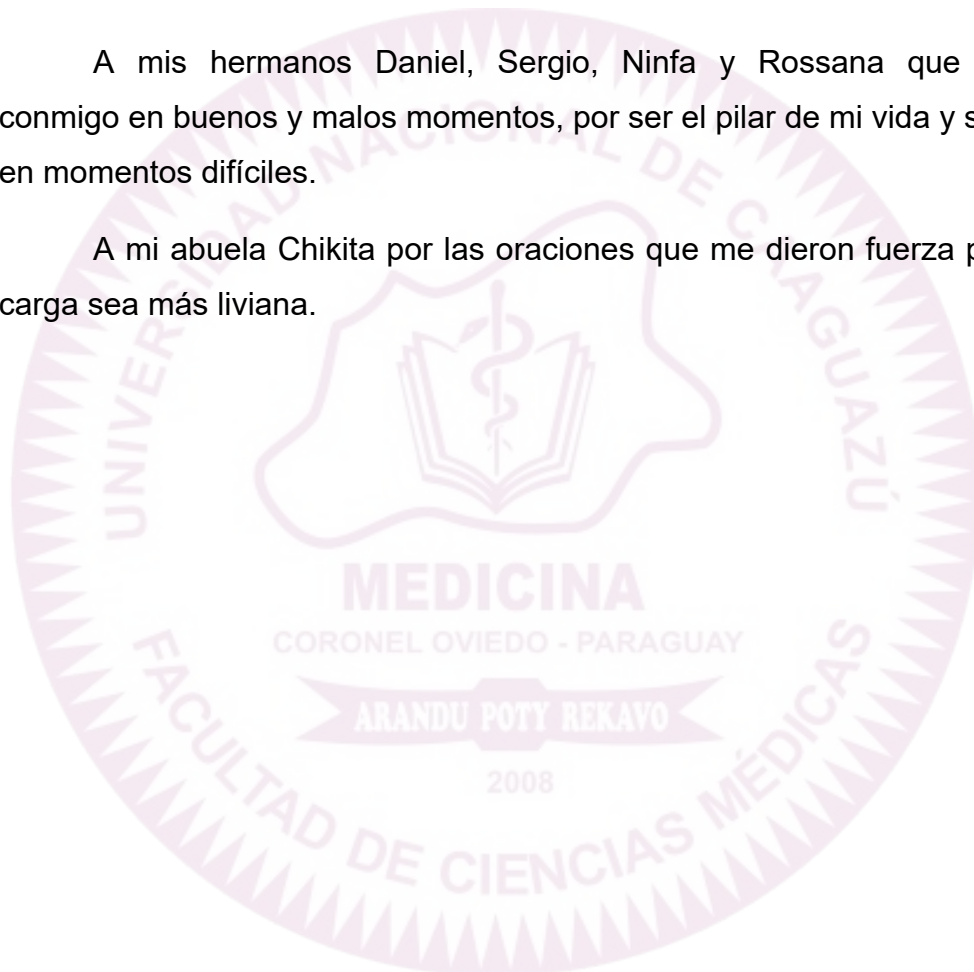 A mis hermanos Daniel, Sergio, Ninfa y Rossana que
conmigo en buenos y malos momentos, por ser el pilar de mi vida y s
en momentos difíciles.
A mi abuela Chikita por las oraciones que me dieron fuerza p
carga sea más liviana.
UNIVERSIDAD NACIONAL DE CAAGUAZÚ
MEDICINA
CORONEL OVIEDO - PARAGUAY
ARANDU POTY REKAVO
2008
FACULTAD DE CIENCIAS MÉDICAS